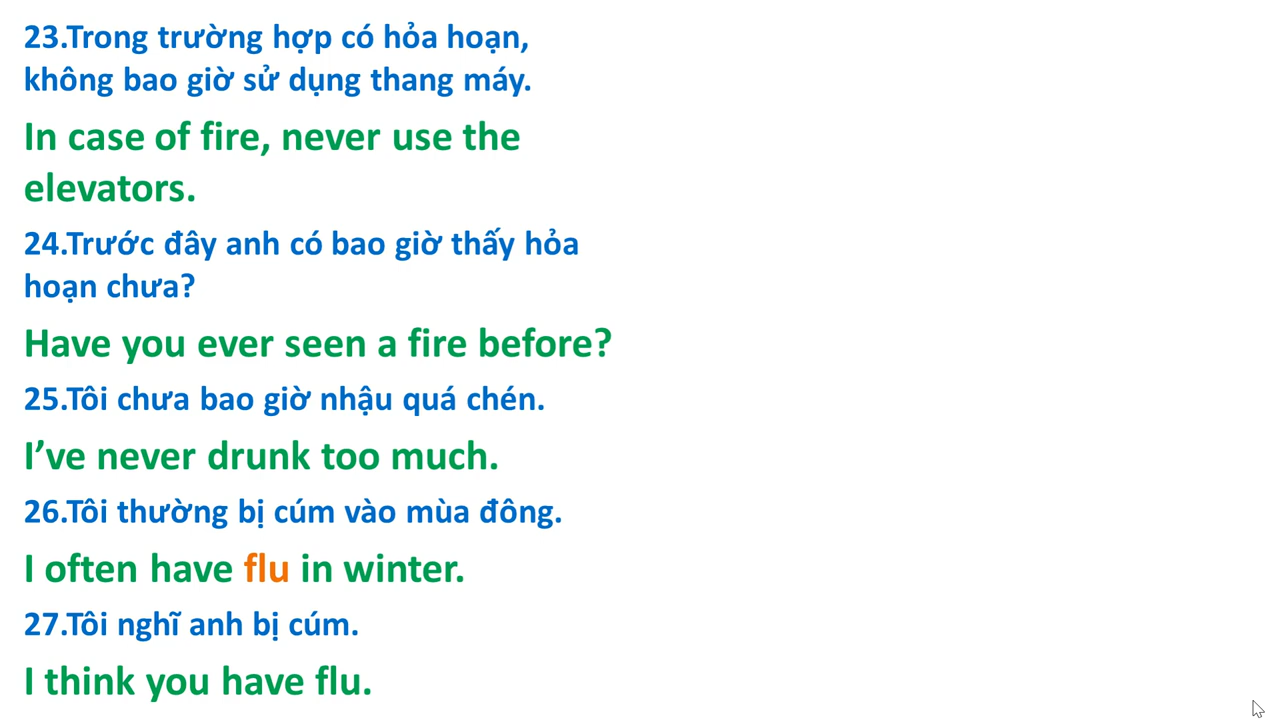 23.Trong trường hợp có hỏa hoạn,
không bao giờ sử dụng thang máy.
In case of fire, never use the
elevators.
24.Trước đây anh có bao giờ thấy hỏa
hoạn chưa?
Have you ever seen a fire before?
25.Tôi chưa bao giờ nhậu quá chén.
I’ve never drunk too much.
26.Tôi thường bị cúm vào mùa đông.
I often have flu in winter.
27.Tôi nghĩ anh bị cúm.
I think you have flu.